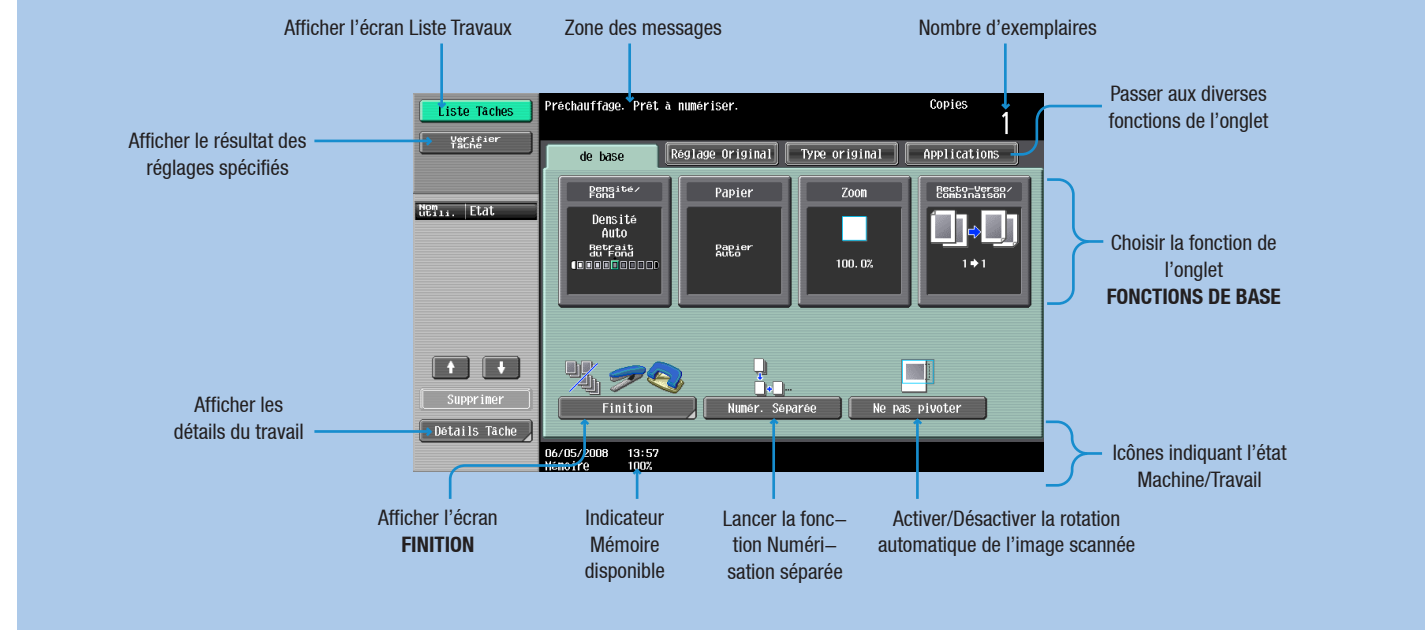 Afficher l’écran Liste Travaux
Zone des messages
Nombre d’exemplaires
Passer aux diverses
fonctions de l’onglet
Afficher le résultat des
réglages spécifiés
Liste Tâches
Vérifier
Tâche
Préchauffage. Prêt à numériser.
Copies
1
de base
Réglage Original
Type original
Applications
Nom
utili.
Etat
Densité/
Fond
Densité
Auto
Retrait
du Fond
Papier
Papier
Auto
Zoom
100.0%
Recto-Verso/
Combinaison
1➡1
Choisir la fonction de
l’onglet
FONCTIONS DE BASE
Supprimer
Détails Tâche
Finition
Numér. Séparée
Ne pas pivoter
06/05/2008 13:57
Mémoire 100%
Afficher les
détails du travail
Icônes indiquant l’état
Machine/Travail
Afficher l’écran
FINITION
Indicateur
Mémoire
disponible
Lancer la fonc–
tion Numéri–
sation séparée
Activer/Désactiver la rotation
automatique de l’image scannée